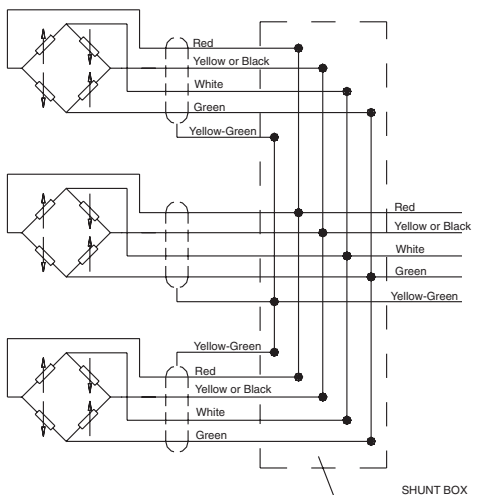 Red
Yellow or Black
White
Green
Yellow-Green
Red
Yellow or Black
White
Green
Yellow-Green
Yellow-Green
Red
Yellow or Black
White
Green
SHUNT BOX